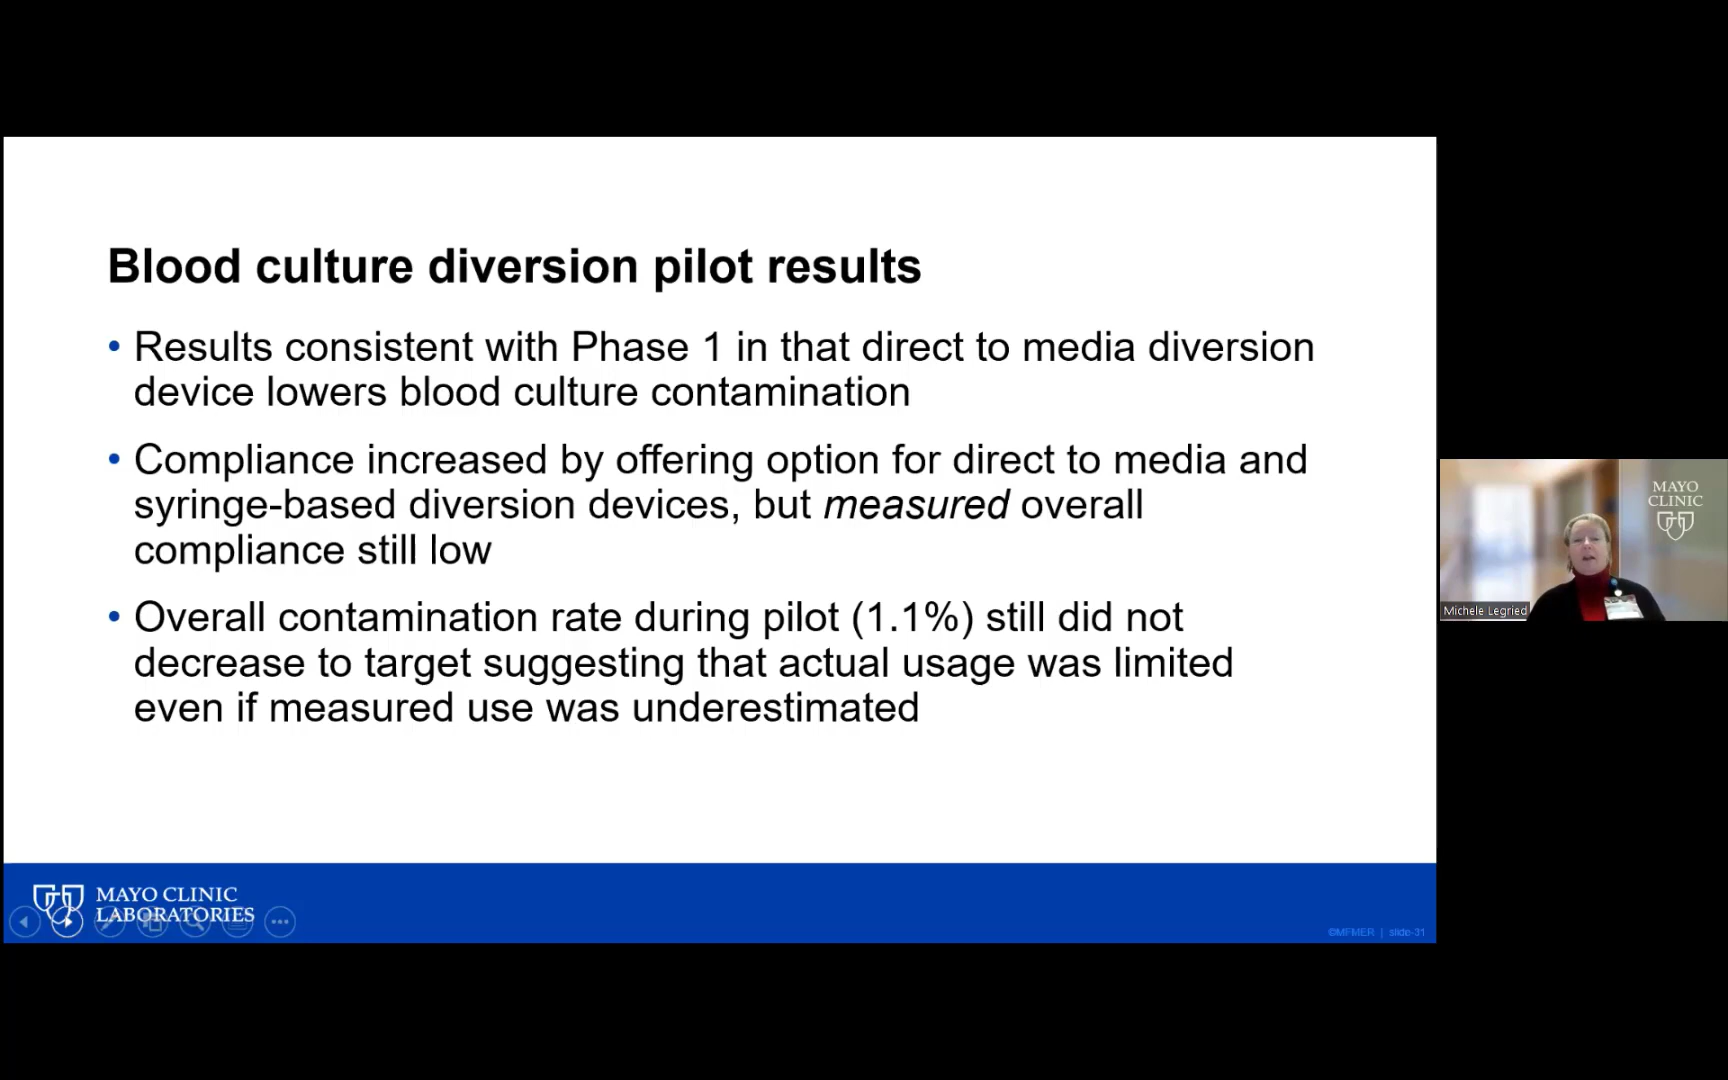 Blood culture diversion pilot results
• Results consistent with Phase 1 in that direct to media diversion
device lowers blood culture contamination
• Compliance increased by offering option for direct to media and
syringe-based diversion devices, but measured overall
compliance still low
• Overall contamination rate during pilot (1.1%) still did not
decrease to target suggesting that actual usage was limited
even if measured use was underestimated
MAYO CLINIC
LABORATORIES
©MFMER | slide-31
MAYO
CLINIC
Michele Legried